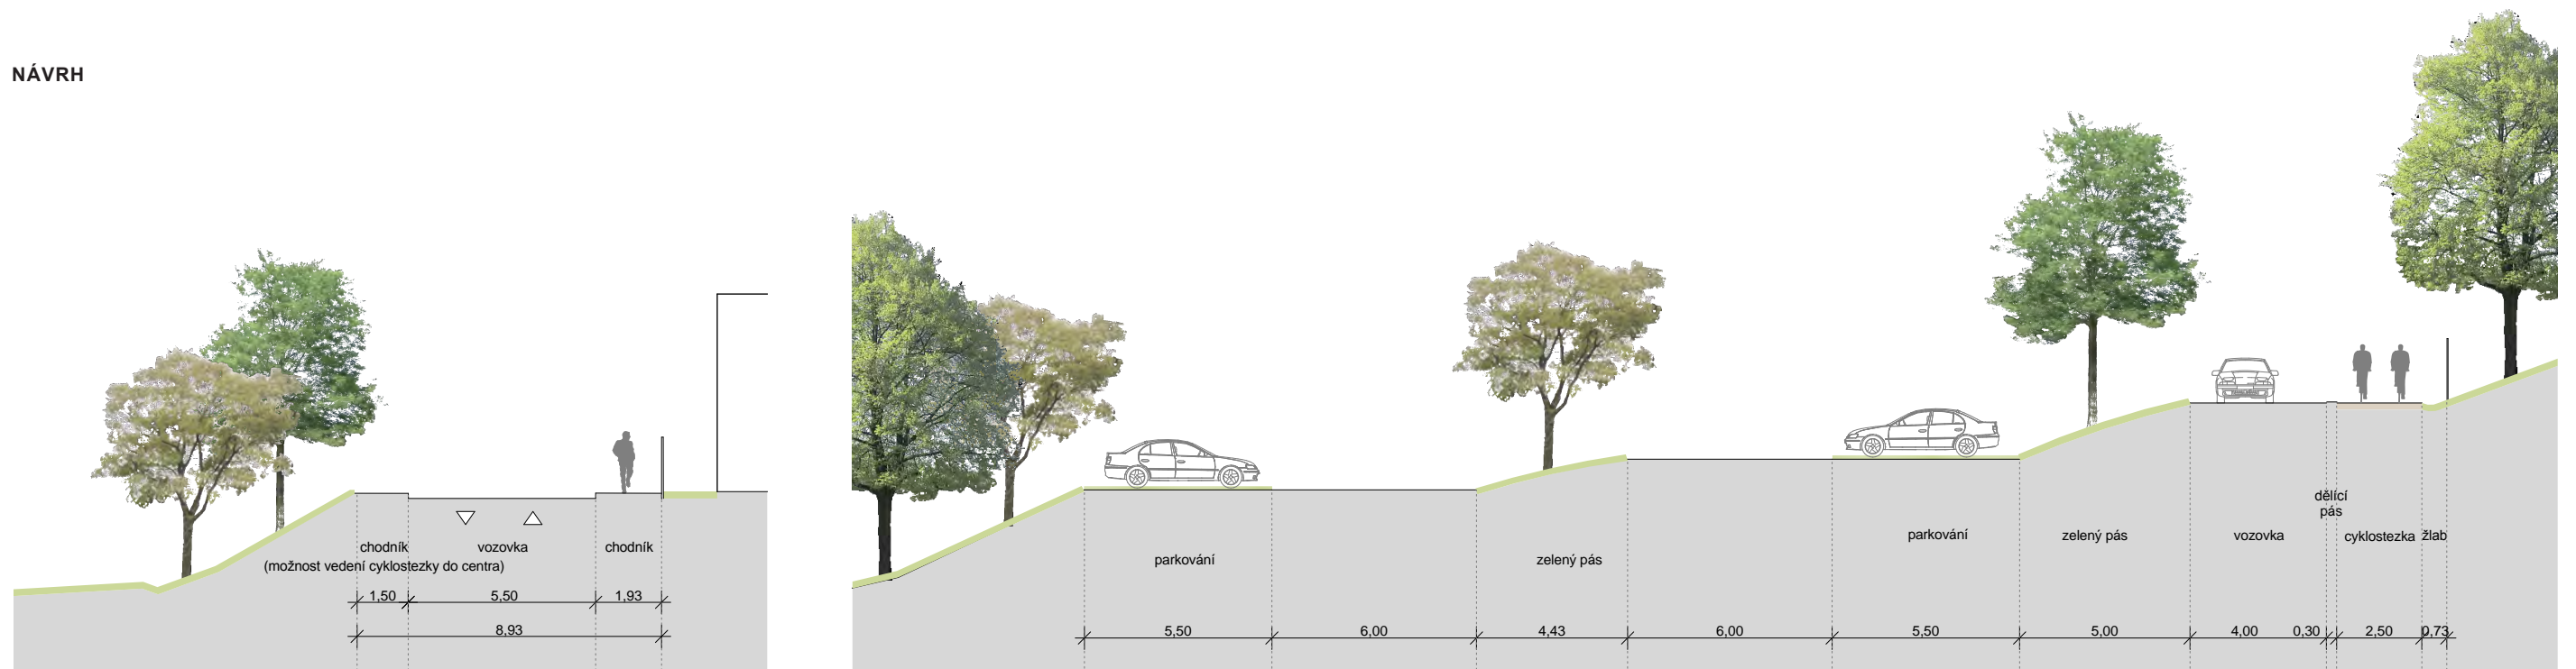 NÁVRH
chodník vozovka chodník
(možnost vedení cyklostezky do centra)
1,50 5,50 1,93
8,93
dělící
pás
parkování zelený pás vozovka cyklostezka žlab
parkování zelený pás
5,50 6,00 4,43 6,00 5,50 5,00 4,00 0,30 2,50 0,73